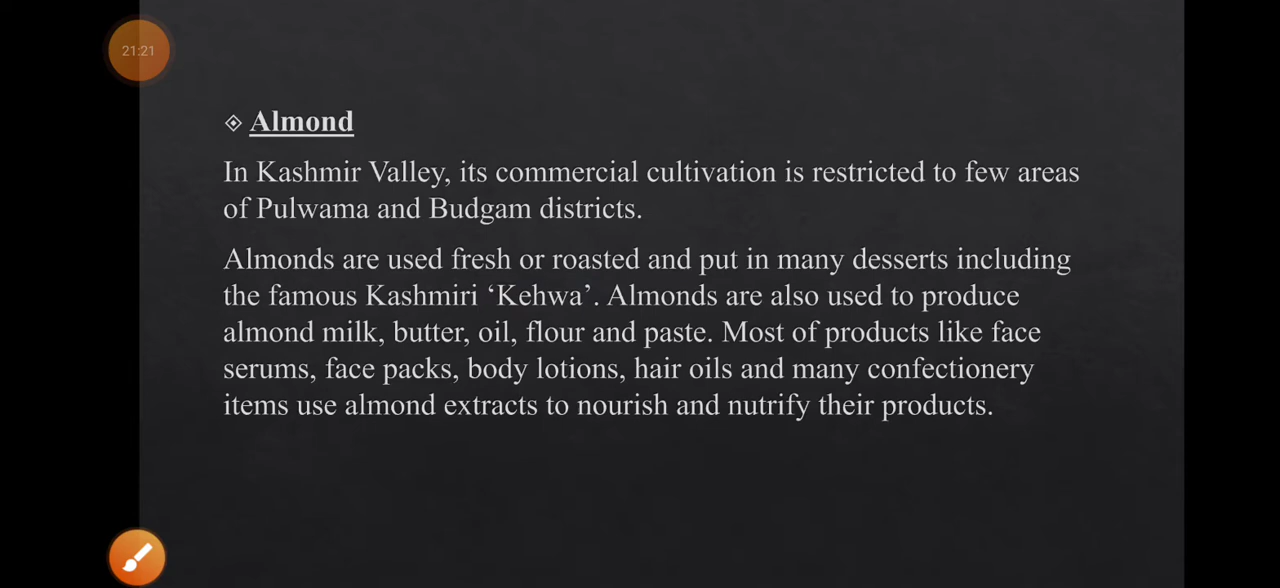 21:21
Almond
In Kashmir Valley, its commercial cultivation is restricted to few areas
of Pulwama and Budgam districts.
Almonds are used fresh or roasted and put in many desserts including
the famous Kashmiri ‘Kehwa’. Almonds are also used to produce
almond milk, butter, oil, flour and paste. Most of products like face
serums, face packs, body lotions, hair oils and many confectionery
items use almond extracts to nourish and nutrify their products.